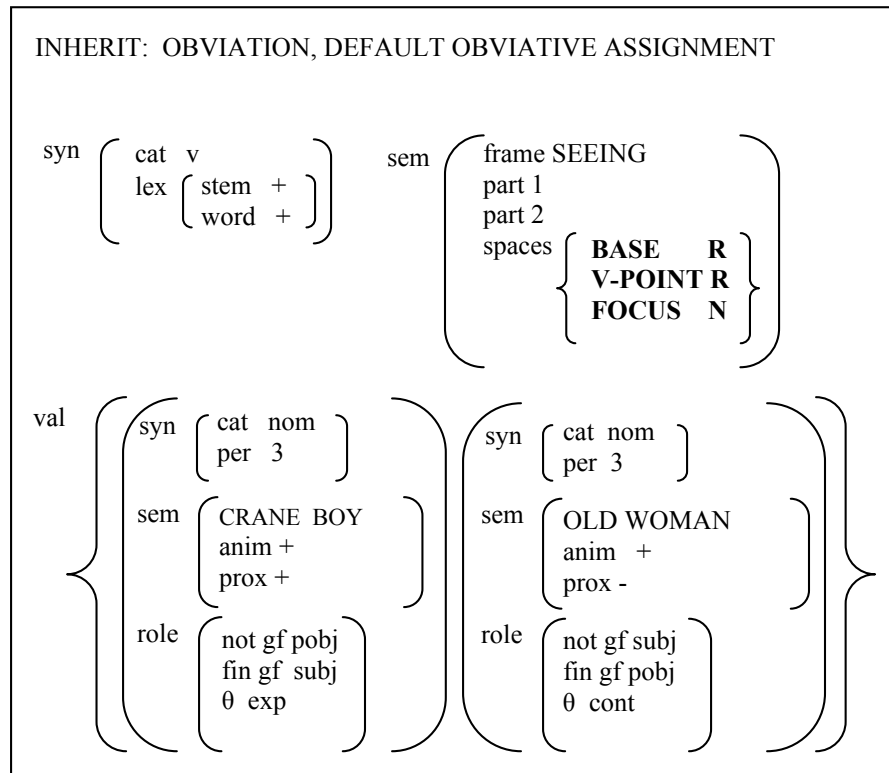 INHERIT: OBVIATION, DEFAULT OBVIATIVE ASSIGNMENT
syn cat v
lex stem +
word +
sem frame SEEING
part 1
part 2
spaces BASE R
V-POINT R
FOCUS N
val
syn cat nom
per 3
sem CRANE BOY
anim +
prox +
role not gf pobj
fin gf subj
θ exp
syn cat nom
per 3
sem OLD WOMAN
anim +
prox -
role not gf subj
fin gf pobj
θ cont